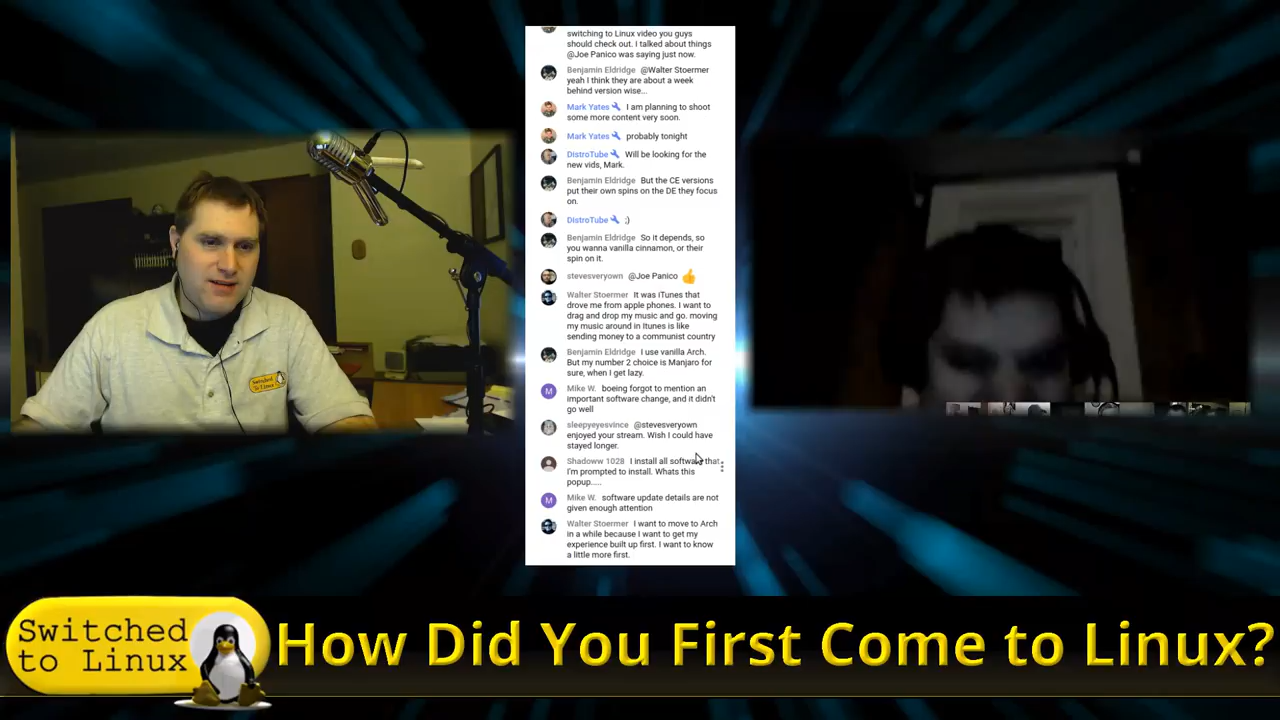 switching to Linux video you guys
should check out. I talked about things
@Joe Panico was saying just now.
Benjamin Eldridge @Walter Stoermer
yeah I think they are about a week
behind version wise...
Mark Yates I am planning to shoot
some more content very soon.
Mark Yates probably tonight
DistroTube Will be looking for the
new vids, Mark.
Benjamin Eldridge But the CE versions
put their own spins on the DE they focus
on.
DistroTube ;)
Benjamin Eldridge So it depends, so
you wanna vanilla cinnamon, or their
spin on it.
stevesveryown @Joe Panico 👍
Walter Stoermer It was iTunes that
drove me from apple phones. I want to
drag and drop my music and go. moving
my music around in Itunes is like
sending money to a communist country
Benjamin Eldridge I use vanilla Arch.
But my number 2 choice is Manjaro for
sure, when I get lazy.
M
Mike W. boeing forgot to mention an
important software change, and it didn't
go well
sleepyeyesvince @stevesveryown
enjoyed your stream. Wish I could have
stayed longer.
Shadoww 1028 I install all software that
I'm prompted to install. Whats this
popup.....
M
Mike W. software update details are not
given enough attention
Walter Stoermer I want to move to Arch
in a while because I want to get my
experience built up first. I want to know
a little more first.
Switched
to Linux
How Did You First Come to Linux?